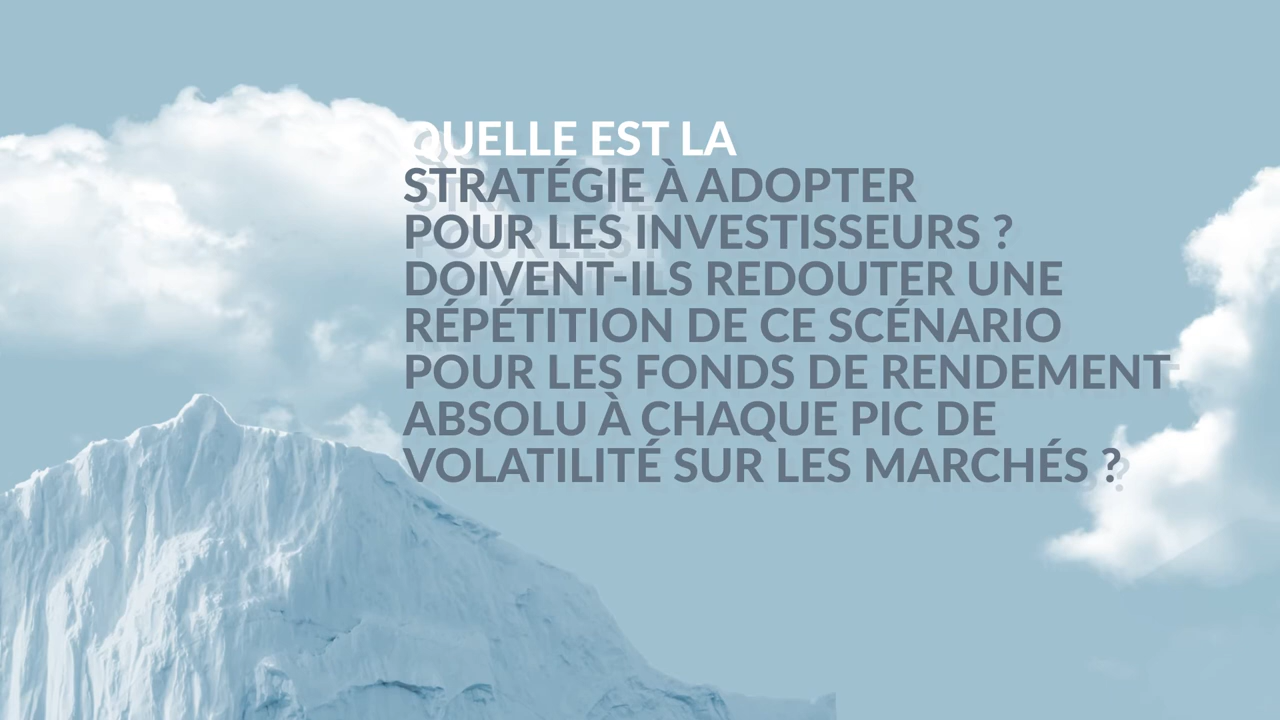 QUELLE EST LA
STRATÉGIE À ADOPTER
POUR LES INVESTISSEURS ?
DOIVENT-ILS REDOUTER UNE
RÉPÉTITION DE CE SCÉNARIO
POUR LES FONDS DE RENDEMENT
ABSOLU À CHAQUE PIC DE
VOLATILITÉ SUR LES MARCHÉS ?